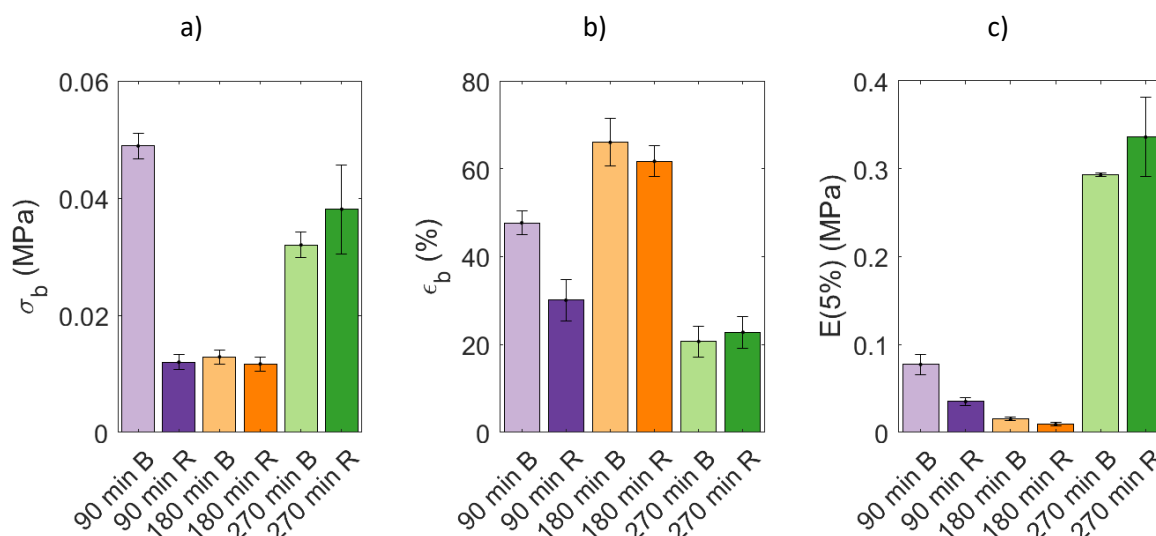 a)
0.06
0.04
0.02
0
σb (MPa)
90 min B
90 min R
180 min B
180 min R
270 min B
270 min R
b)
80
60
40
20
0
ϵb (%)
90 min B
90 min R
180 min B
180 min R
270 min B
270 min R
c)
0.4
0.3
0.2
0.1
0
E(5%) (MPa)
90 min B
90 min R
180 min B
180 min R
270 min B
270 min R